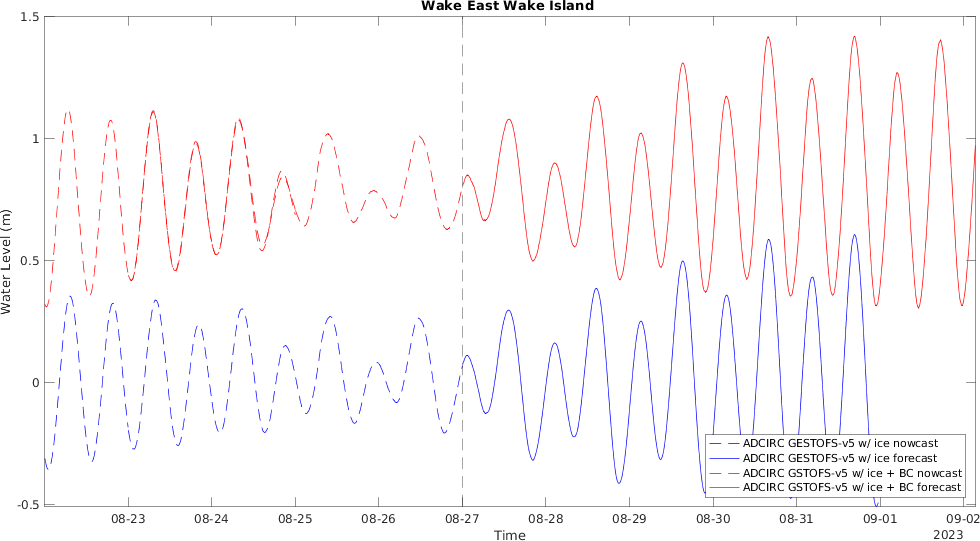 Wake East Wake Island
1.5
1
0.5
0
-0.5
Water Level (m)
ADCIRC GESTOFS-v5 w/ ice nowcast
ADCIRC GESTOFS-v5 w/ ice forecast
ADCIRC GSTOFS-v5 w/ ice + BC nowcast
ADCIRC GSTOFS-v5 w/ ice + BC forecast
08-23 08-24 08-25 08-26 08-27 08-28 08-29 08-30 08-31 09-01 09-02
Time
2023